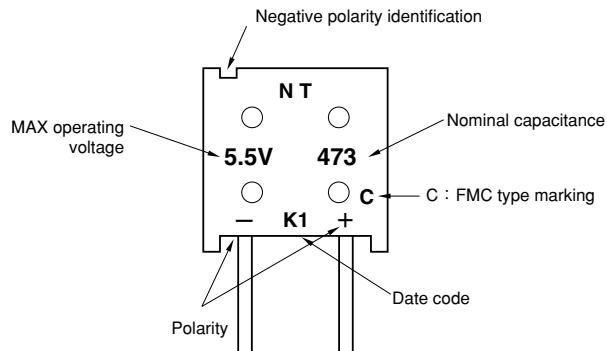 Negative polarity identification
N T
MAX operating
voltage
5.5V 473
Nominal capacitance
C
C : FMC type marking
− K1 +
Date code
Polarity